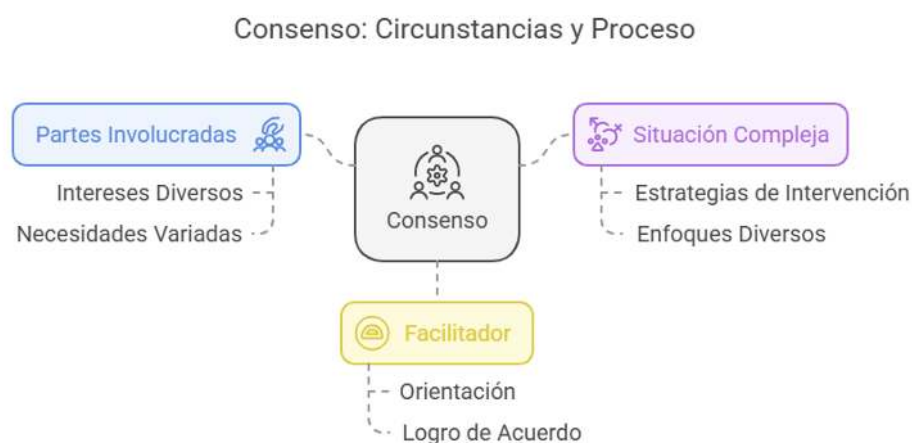 Consenso: Circunstancias y Proceso
Partes Involucradas
Intereses Diversos
Necesidades Variadas
Consenso
Situación Compleja
Estrategias de Intervención
Enfoques Diversos
Facilitador
Orientación
Logro de Acuerdo